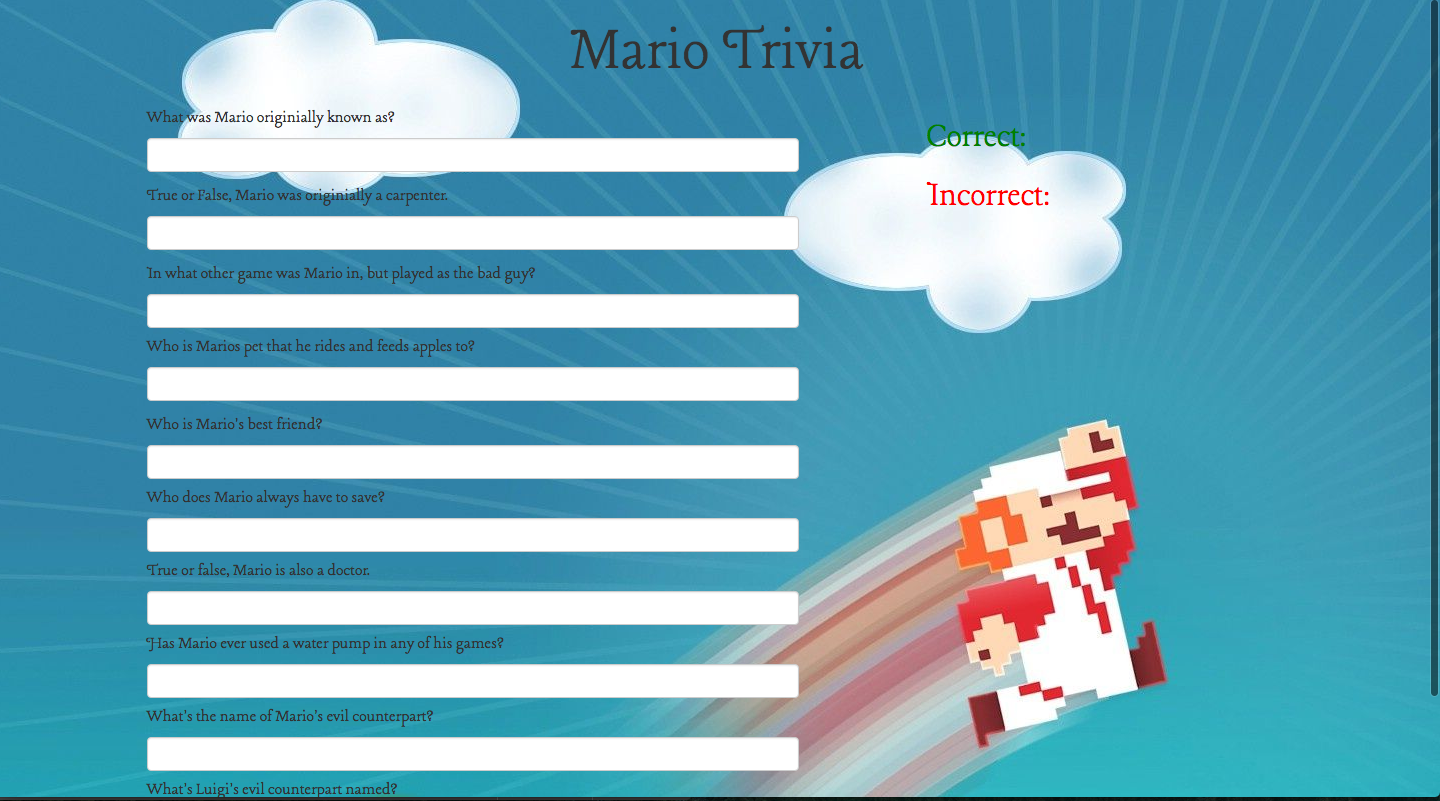 Mario Trivia
What was Mario originially known as?
Correct:
True or False, Mario was originially a carpenter.
Incorrect:
In what other game was Mario in, but played as the bad guy?
Who is Marios pet that he rides and feeds apples to?
Who is Mario's best friend?
Who does Mario always have to save?
True or false, Mario is also a doctor.
Has Mario ever used a water pump in any of his games?
What's the name of Mario's evil counterpart?
What's Luigi's evil counterpart named?